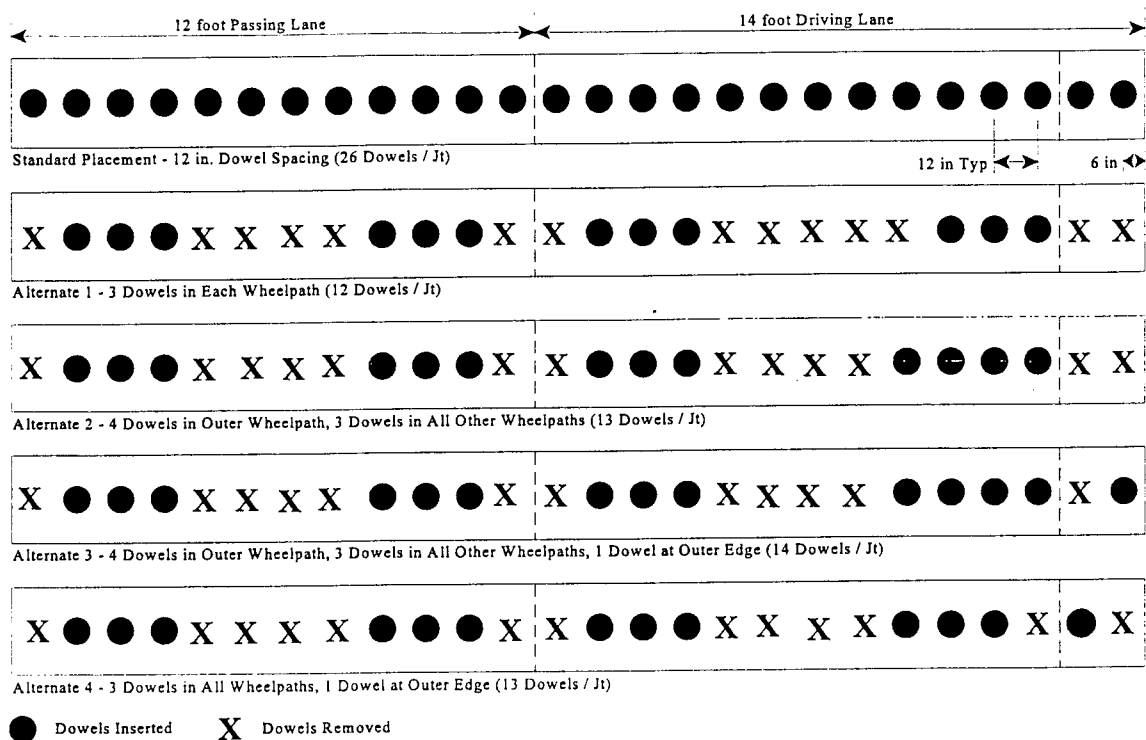 12 foot Passing Lane 14 foot Driving Lane
Standard Placement - 12 in. Dowel Spacing (26 Dowels / Jt) 12 in Typ 6 in
X X X X X X X X X X X X X X
Alternate 1 - 3 Dowels in Each Wheelpath (12 Dowels / Jt)
X X X X X X X X X X X X X
Alternate 2 - 4 Dowels in Outer Wheelpath, 3 Dowels in All Other Wheelpaths (13 Dowels / Jt)
X X X X X X X X X X X X
Alternate 3 - 4 Dowels in Outer Wheelpath, 3 Dowels in All Other Wheelpaths, 1 Dowel at Outer Edge (14 Dowels / Jt)
X X X X X X X X X X X X X
Alternate 4 - 3 Dowels in All Wheelpaths, 1 Dowel at Outer Edge (13 Dowels / Jt)
Dowels Inserted X Dowels Removed